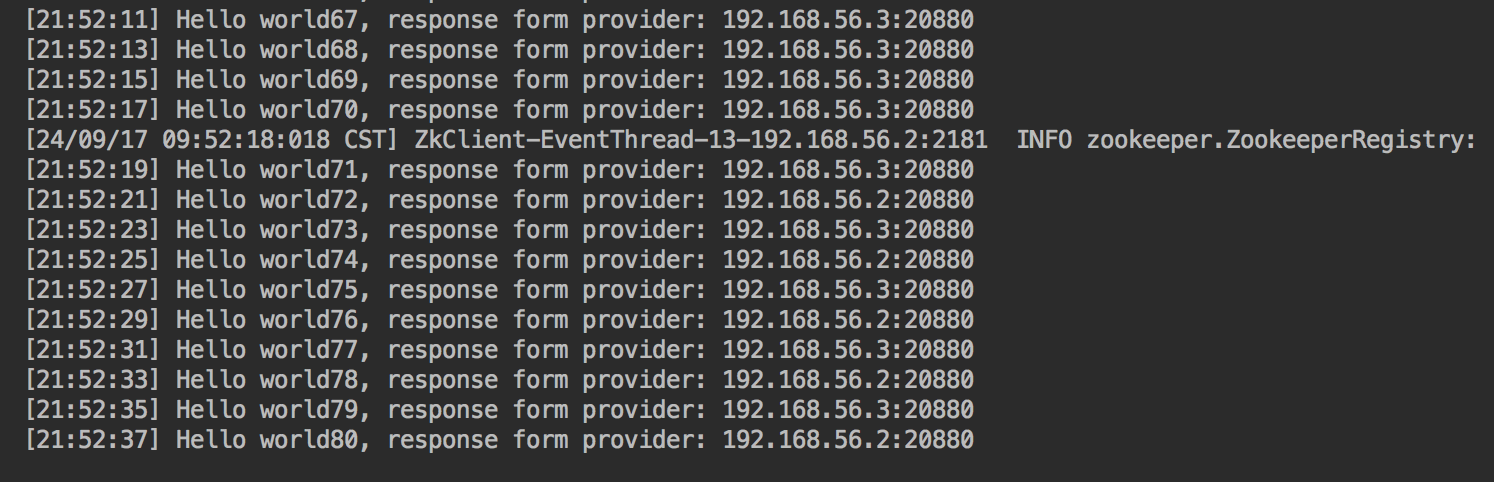 [21:52:11] Hello world67, response form provider: 192.168.56.3:20880
[21:52:13] Hello world68, response form provider: 192.168.56.3:20880
[21:52:15] Hello world69, response form provider: 192.168.56.3:20880
[21:52:17] Hello world70, response form provider: 192.168.56.3:20880
[24/09/17 09:52:18:018 CST] ZkClient-EventThread-13-192.168.56.2:2181  INFO zookeeper.ZookeeperRegistry:
[21:52:19] Hello world71, response form provider: 192.168.56.3:20880
[21:52:21] Hello world72, response form provider: 192.168.56.2:20880
[21:52:23] Hello world73, response form provider: 192.168.56.3:20880
[21:52:25] Hello world74, response form provider: 192.168.56.2:20880
[21:52:27] Hello world75, response form provider: 192.168.56.3:20880
[21:52:29] Hello world76, response form provider: 192.168.56.2:20880
[21:52:31] Hello world77, response form provider: 192.168.56.3:20880
[21:52:33] Hello world78, response form provider: 192.168.56.2:20880
[21:52:35] Hello world79, response form provider: 192.168.56.3:20880
[21:52:37] Hello world80, response form provider: 192.168.56.2:20880